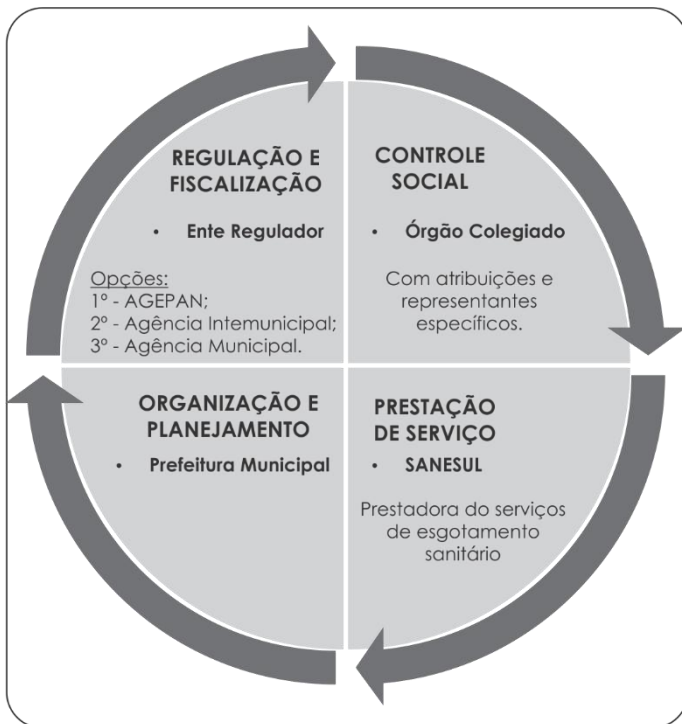 REGULAÇÃO E
FISCALIZAÇÃO
• Ente Regulador
Opções:
1º - AGEPAN;
2º - Agência Intemunicipal;
3º - Agência Municipal.
CONTROLE
SOCIAL
• Órgão Colegiado
Com atribuições e
representantes
específicos.
ORGANIZAÇÃO E
PLANEJAMENTO
• Prefeitura Municipal
PRESTAÇÃO
DE SERVIÇO
• SANESUL
Prestadora do serviços
de esgotamento
sanitário